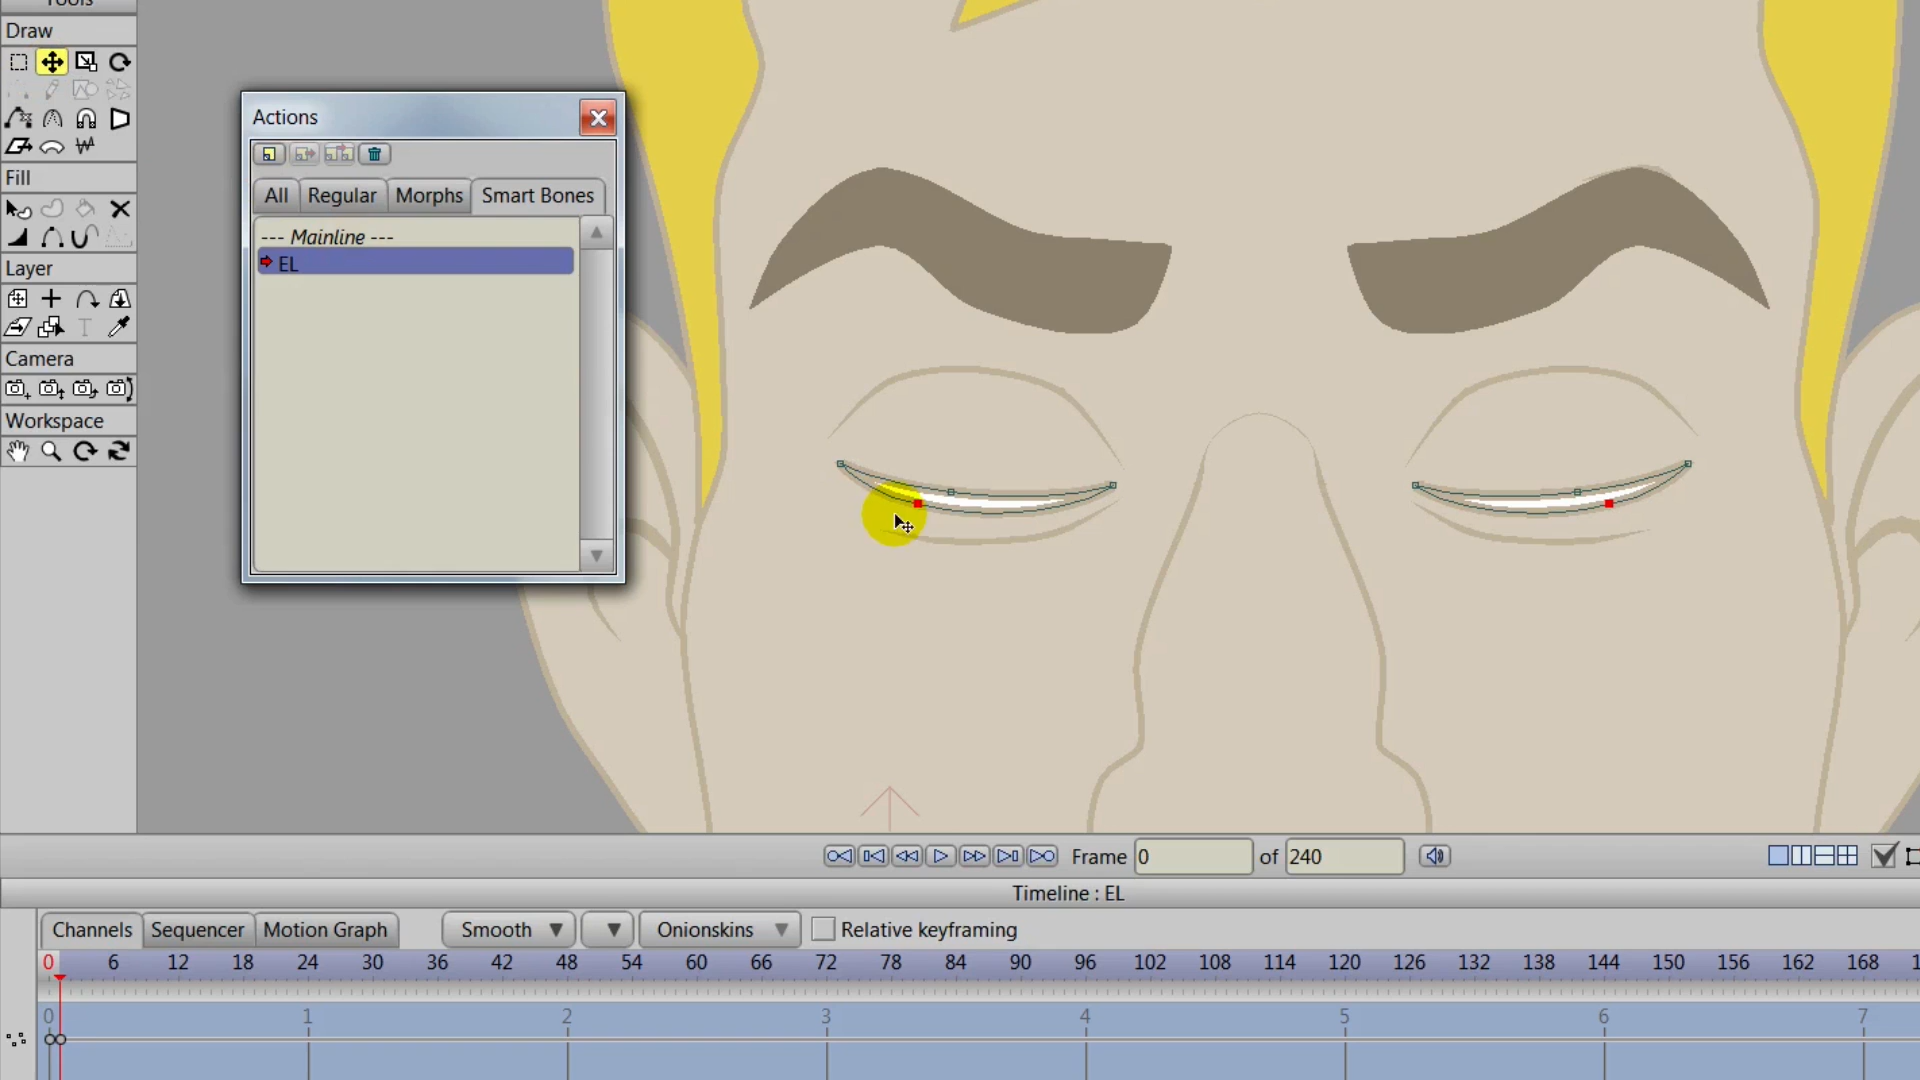 Tools
Draw
Fill
Layer
Camera
Workspace
Actions
All Regular Morphs Smart Bones
--- Mainline ---
EL
Frame 0 of 240
Timeline : EL
Channels Sequencer Motion Graph Smooth Onionskins Relative keyframing
0 6 12 18 24 30 36 42 48 54 60 66 72 78 84 90 96 102 108 114 120 126 132 138 144 150 156 162 168
0 1 2 3 4 5 6 7